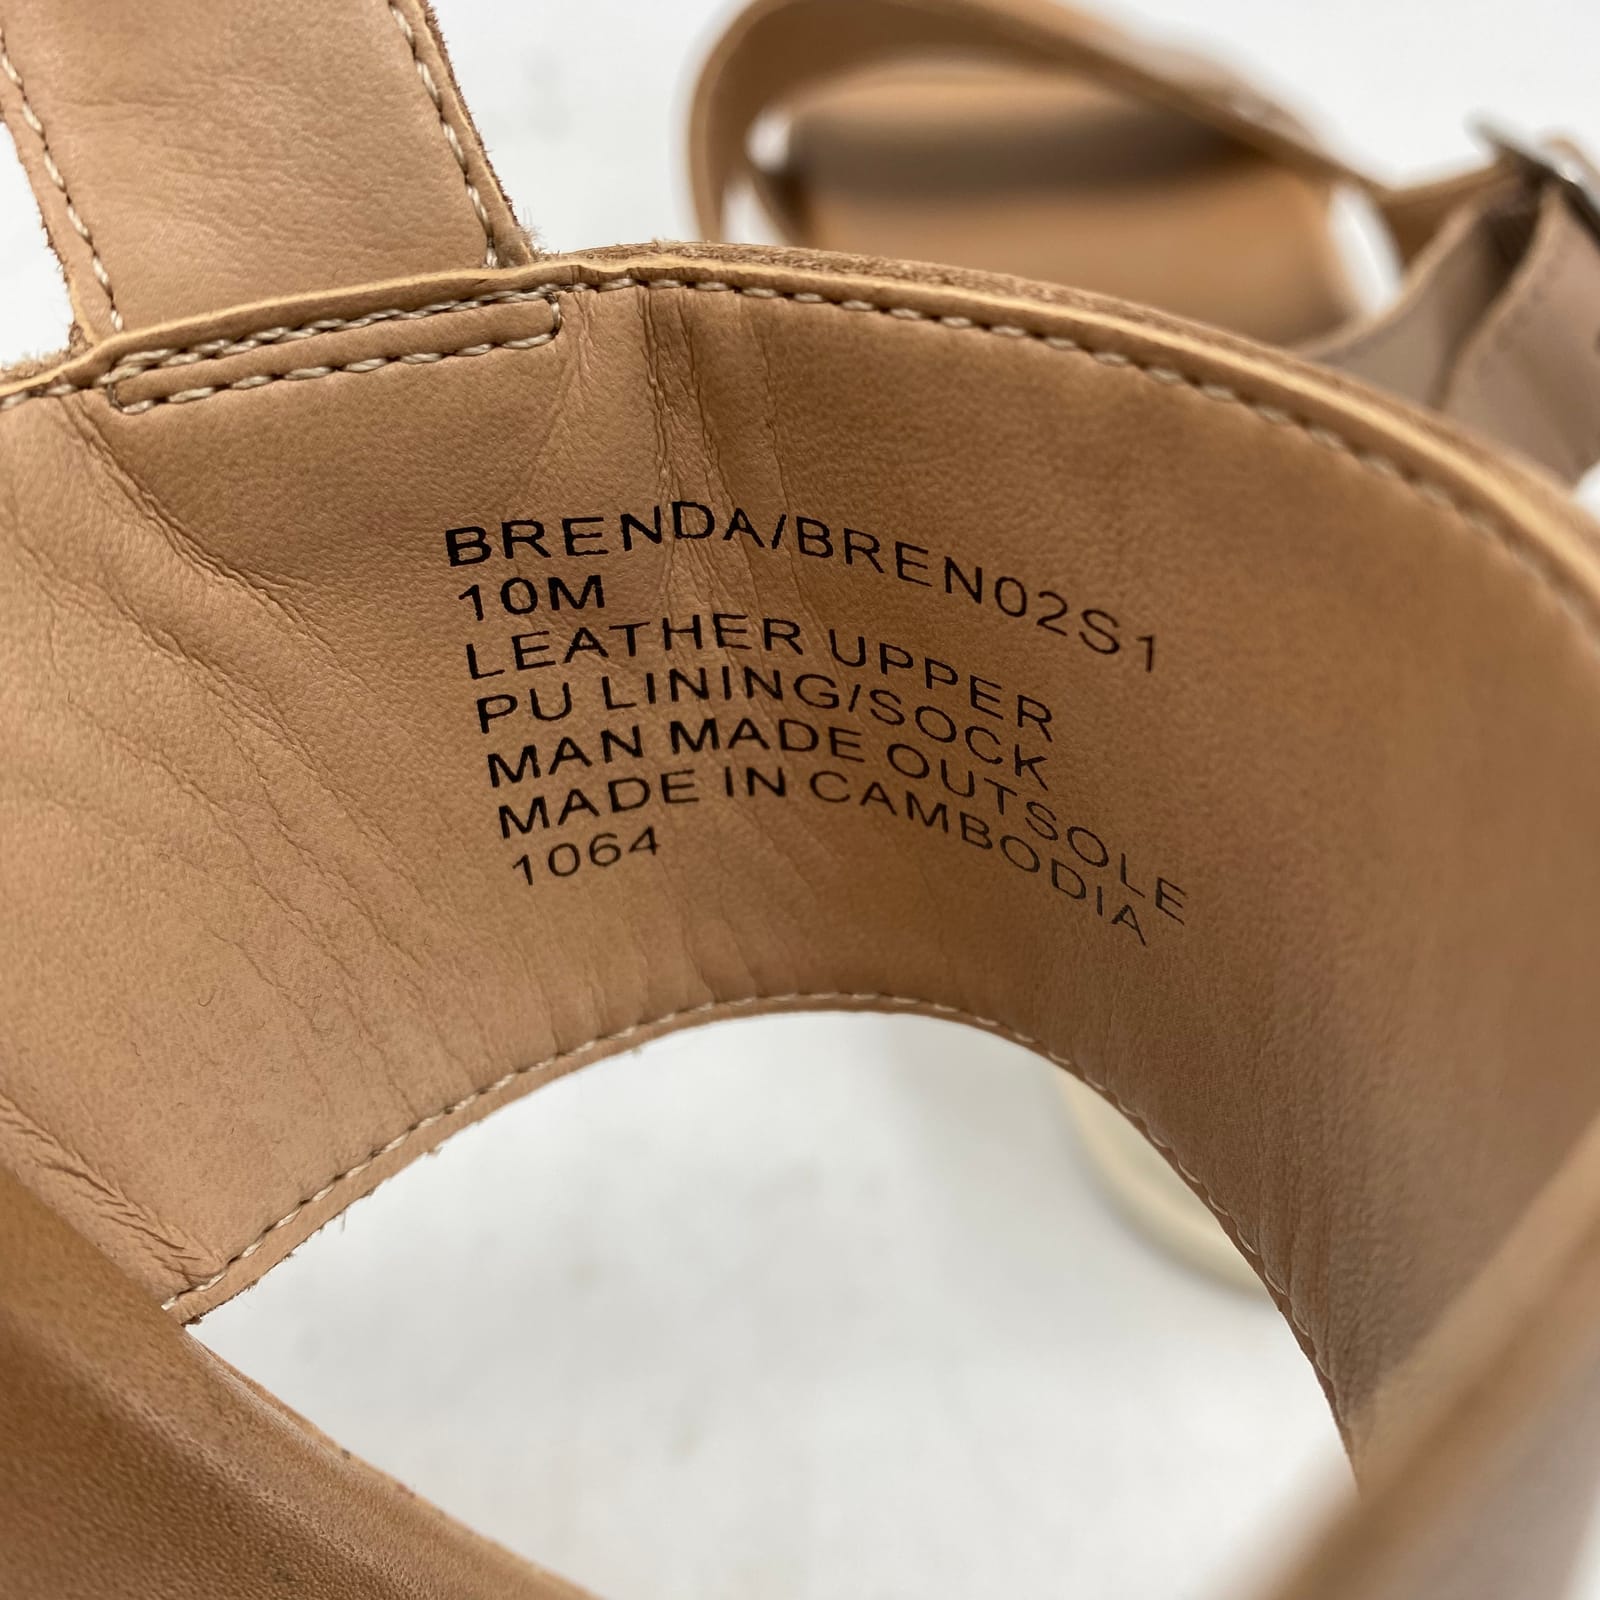 BRENDA/BREN02S1
10M
LEATHER UPPER
PU LINING/SOCK
MAN MADE OUTSOLE
MADE IN CAMBODIA
1064